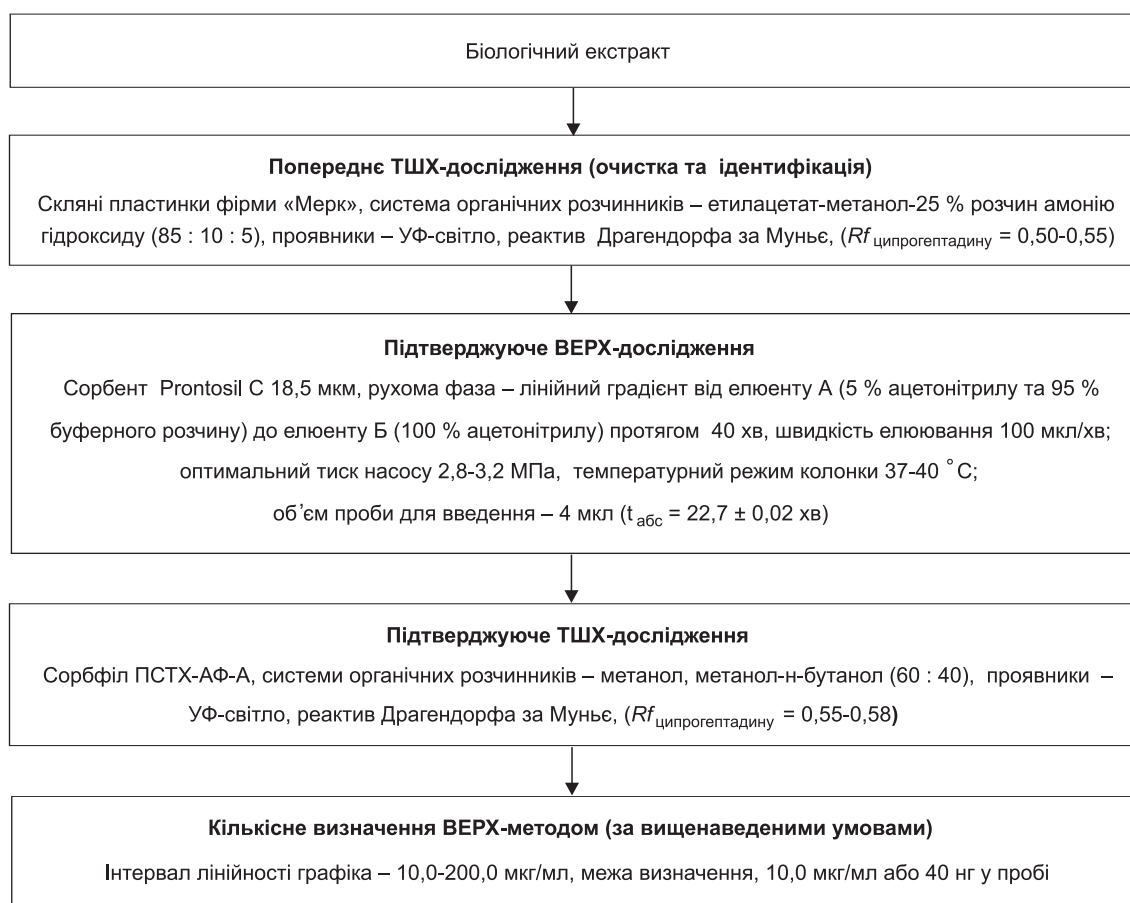 Біологічний екстракт
Попереднє ТШХ-дослідження (очистка та ідентифікація)
Скляні пластинки фірми «Мерк», система органічних розчинників – етилацетат-метанол-25 % розчин амонію
гідроксиду (85 : 10 : 5), проявники – УФ-світло, реактив Драгендорфа за Муньє, (Rf ципрогептадину = 0,50-0,55)
Підтверджуюче ВЕРХ-дослідження
Сорбент Prontosil C 18,5 мкм, рухома фаза – лінійний градієнт від елюенту А (5 % ацетонітрилу та 95 %
буферного розчину) до елюенту Б (100 % ацетонітрилу) протягом 40 хв, швидкість елюювання 100 мкл/хв;
оптимальний тиск насосу 2,8-3,2 МПа, температурний режим колонки 37-40 °С;
об’єм проби для введення – 4 мкл (t абс = 22,7 ± 0,02 хв)
Підтверджуюче ТШХ-дослідження
Сорбфіл ПСТХ-АФ-А, системи органічних розчинників – метанол, метанол-н-бутанол (60 : 40), проявники –
УФ-світло, реактив Драгендорфа за Муньє, (Rf ципрогептадину = 0,55-0,58)
Кількісне визначення ВЕРХ-методом (за вищенаведеними умовами)
Інтервал лінійності графіка – 10,0-200,0 мкг/мл, межа визначення, 10,0 мкг/мл або 40 нг у пробі